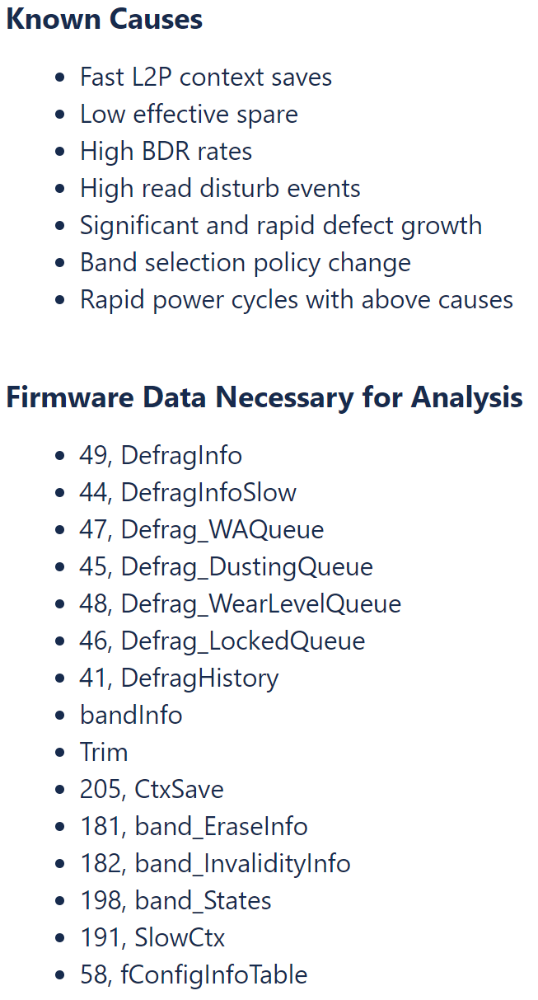 Known Causes
• Fast L2P context saves
• Low effective spare
• High BDR rates
• High read disturb events
• Significant and rapid defect growth
• Band selection policy change
• Rapid power cycles with above causes
Firmware Data Necessary for Analysis
• 49, DefragInfo
• 44, DefragInfoSlow
• 47, Defrag_WAQueue
• 45, Defrag_DustingQueue
• 48, Defrag_WearLevelQueue
• 46, Defrag_LockedQueue
• 41, DefragHistory
• bandInfo
• Trim
• 205, CtxSave
• 181, band_EraseInfo
• 182, band_InvalidityInfo
• 198, band_States
• 191, SlowCtx
• 58, fConfigInfoTable